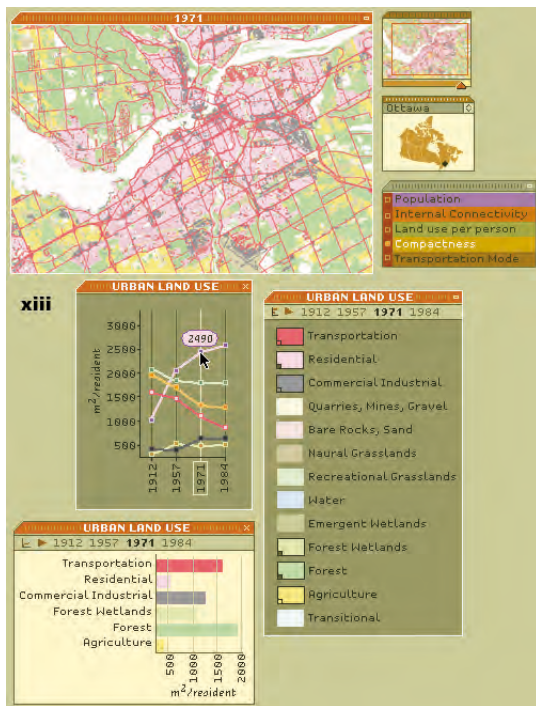 1971
Ottawa
Population
Internal Connectivity
Land use per person
Compactness
Transportation Mode
xiii
URBAN LAND USE
3000
2500
2000
1500
1000
500
m²/resident
2490
1912
1957
1971
1984
URBAN LAND USE
1912 1957 1971 1984
Transportation
Residential
Commercial Industrial
Quarries, Mines, Gravel
Bare Rocks, Sand
Naural Grasslands
Recreational Grasslands
Water
Emergent Wetlands
Forest Wetlands
Forest
Agriculture
Transitional
URBAN LAND USE
1912 1957 1971 1984
Transportation
Residential
Commercial Industrial
Forest Wetlands
Forest
Agriculture
500
1000
1500
2000
m²/resident